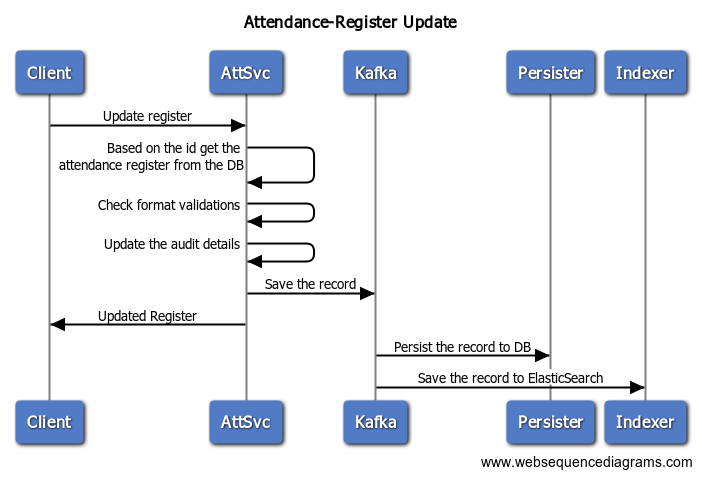 Attendance-Register Update
Client
AttSvc
Kafka
Persister
Indexer
Update register
Based on the id get the
attendance register from the DB
Check format validations
Update the audit details
Save the record
Updated Register
Persist the record to DB
Save the record to ElasticSearch
Client
AttSvc
Kafka
Persister
Indexer
www.websequencediagrams.com